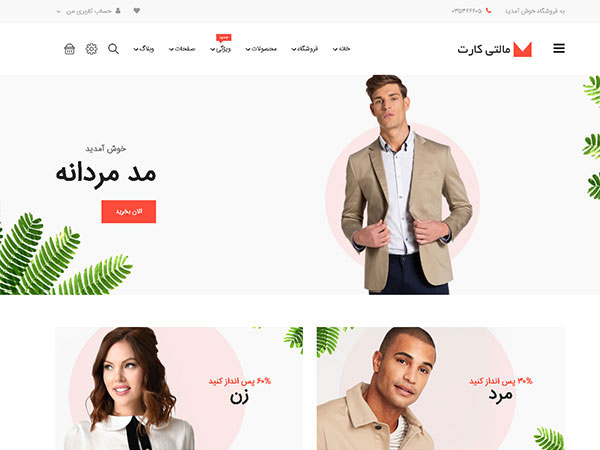 به فروشگاه خوش آمدید
حساب کاربری من
مالتی کارت
خانه
فروشگاه
محصولات
ویژگی
جدید
صفحات
وبلاگ
خوش آمدید
مد مردانه
الان بخرید
۳۰% پس انداز کنید
مرد
۶۰% پس انداز کنید
زن